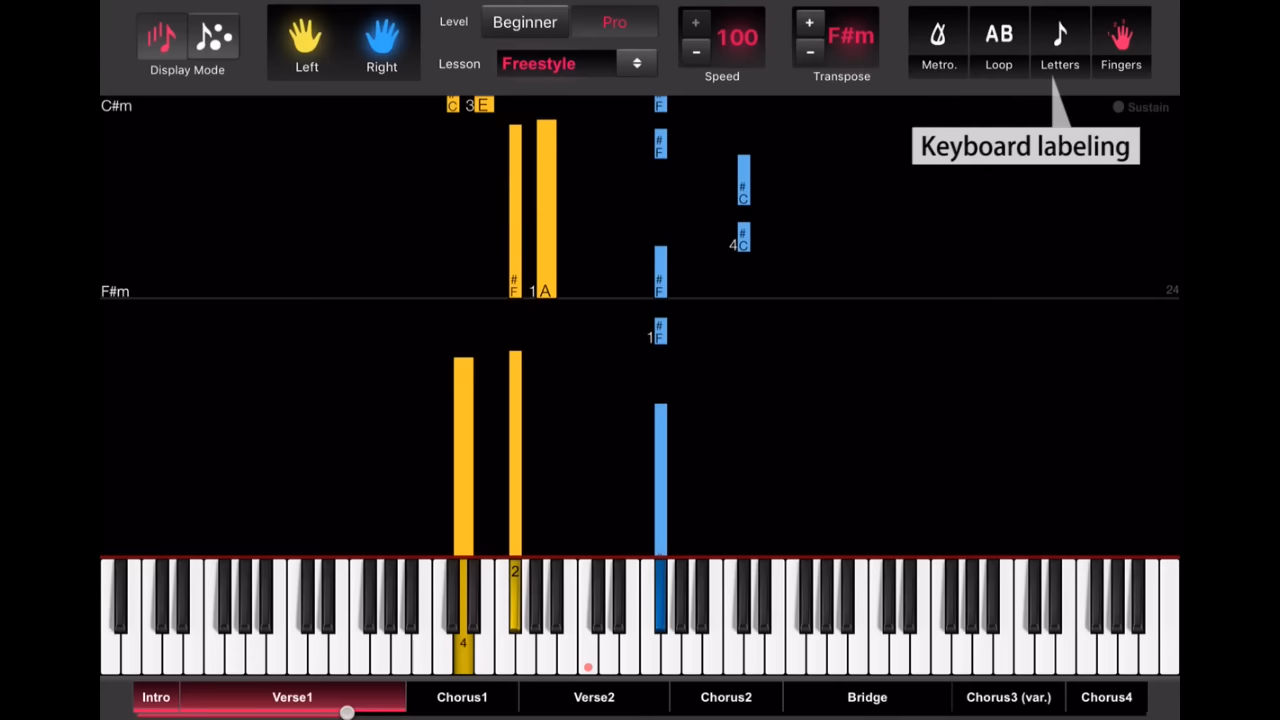 Level
Beginner
Pro
Display Mode
Left
Right
Lesson
Freestyle
+
-
100
Speed
+
-
F#m
Transpose
AB
Metro.
Loop
Letters
Fingers
C#m
C
3
E
#
F
Sustain
Keyboard labeling
#
F
#
C
4
#
C
F#m
#
F
1
A
#
F
24
1
#
F
2
4
Intro
Verse1
Chorus1
Verse2
Chorus2
Bridge
Chorus3 (var.)
Chorus4